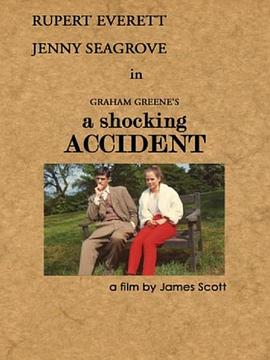 RUPERT EVERETT
JENNY SEAGROVE
in
GRAHAM GREENE'S
a shocking
ACCIDENT
a film by James Scott